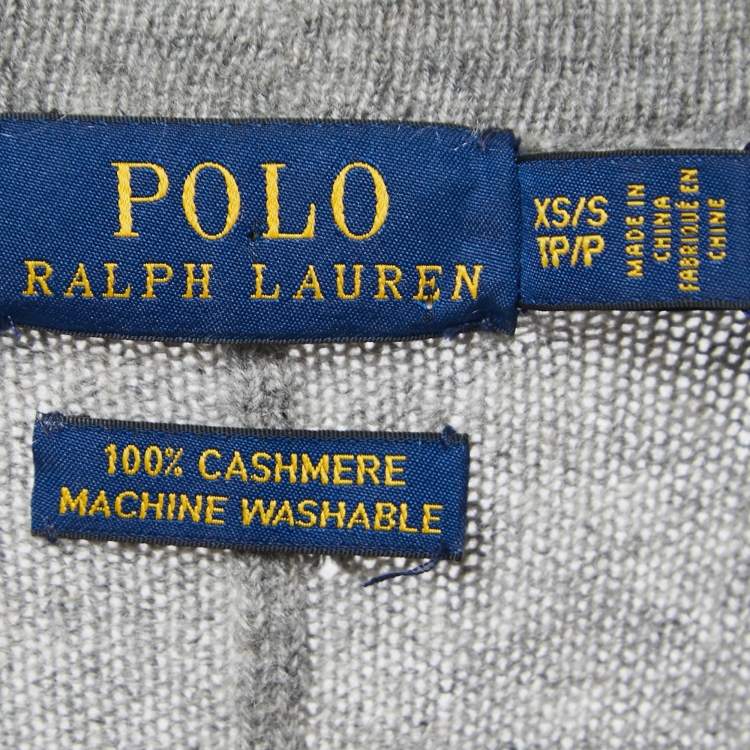 POLO
RALPH LAUREN
XS/S
TP/P
MADE IN
CHINA
FABRIQUÉ EN
CHINE
100% CASHMERE
MACHINE WASHABLE